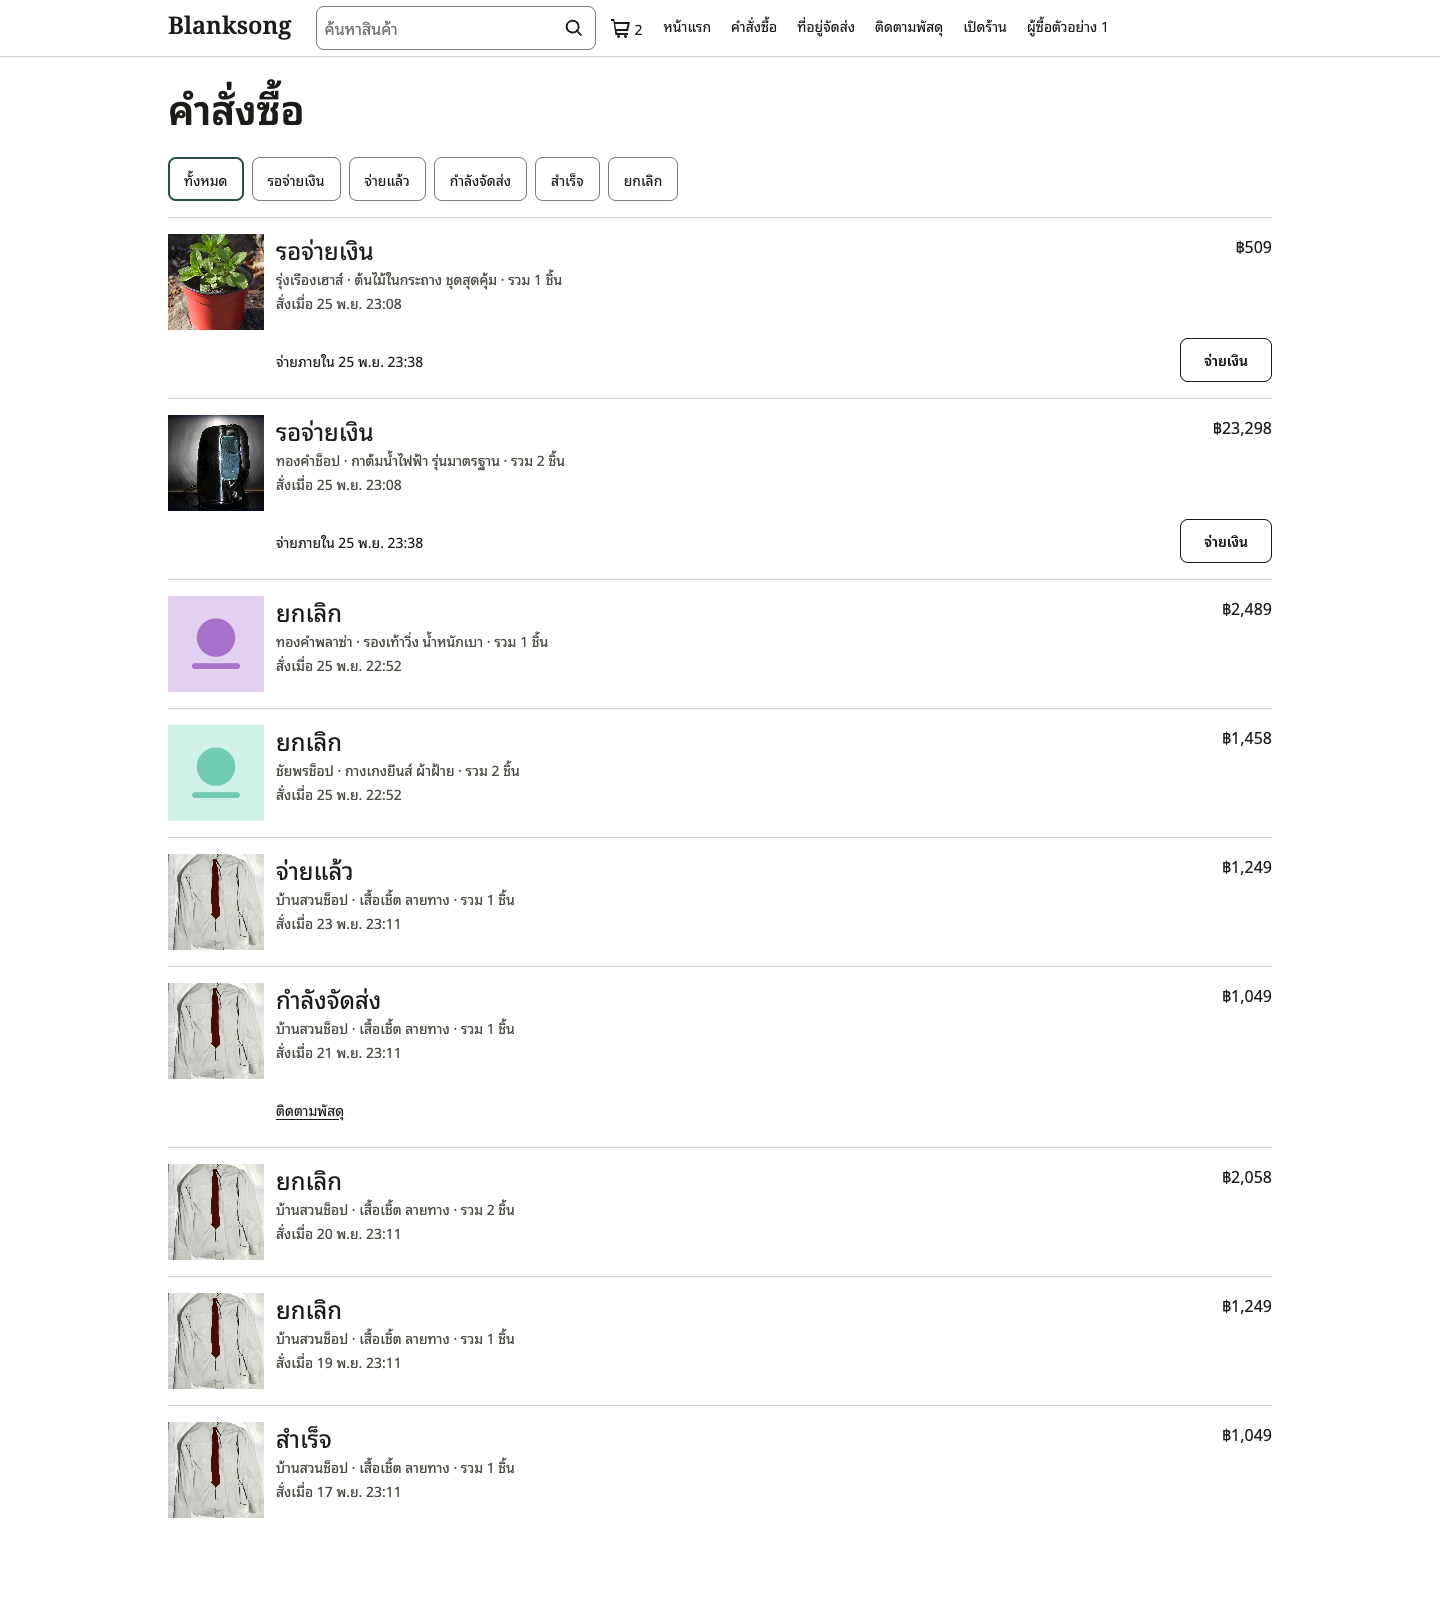 Blanksong
ค้นหาสินค้า
2
หน้าแรก
คำสั่งซื้อ
ที่อยู่จัดส่ง
ติดตามพัสดุ
เปิดร้าน
ผู้ซื้อตัวอย่าง 1
คำสั่งซื้อ
ทั้งหมด
รอจ่ายเงิน
จ่ายแล้ว
กำลังจัดส่ง
สำเร็จ
ยกเลิก
รอจ่ายเงิน
฿509
รุ่งเรืองเฮาส์ · ต้นไม้ในกระถาง ชุดสุดคุ้ม · รวม 1 ชิ้น
สั่งเมื่อ 25 พ.ย. 23:08
จ่ายภายใน 25 พ.ย. 23:38
จ่ายเงิน
รอจ่ายเงิน
฿23,298
ทองคำช็อป · กาต้มน้ำไฟฟ้า รุ่นมาตรฐาน · รวม 2 ชิ้น
สั่งเมื่อ 25 พ.ย. 23:08
จ่ายภายใน 25 พ.ย. 23:38
จ่ายเงิน
ยกเลิก
฿2,489
ทองคำพลาซ่า · รองเท้าวิ่ง น้ำหนักเบา · รวม 1 ชิ้น
สั่งเมื่อ 25 พ.ย. 22:52
ยกเลิก
฿1,458
ชัยพรช็อป · กางเกงยีนส์ ผ้าฝ้าย · รวม 2 ชิ้น
สั่งเมื่อ 25 พ.ย. 22:52
จ่ายแล้ว
฿1,249
บ้านสวนช็อป · เสื้อเชิ้ต ลายทาง · รวม 1 ชิ้น
สั่งเมื่อ 23 พ.ย. 23:11
กำลังจัดส่ง
฿1,049
บ้านสวนช็อป · เสื้อเชิ้ต ลายทาง · รวม 1 ชิ้น
สั่งเมื่อ 21 พ.ย. 23:11
ติดตามพัสดุ
ยกเลิก
฿2,058
บ้านสวนช็อป · เสื้อเชิ้ต ลายทาง · รวม 2 ชิ้น
สั่งเมื่อ 20 พ.ย. 23:11
ยกเลิก
฿1,249
บ้านสวนช็อป · เสื้อเชิ้ต ลายทาง · รวม 1 ชิ้น
สั่งเมื่อ 19 พ.ย. 23:11
สำเร็จ
฿1,049
บ้านสวนช็อป · เสื้อเชิ้ต ลายทาง · รวม 1 ชิ้น
สั่งเมื่อ 17 พ.ย. 23:11